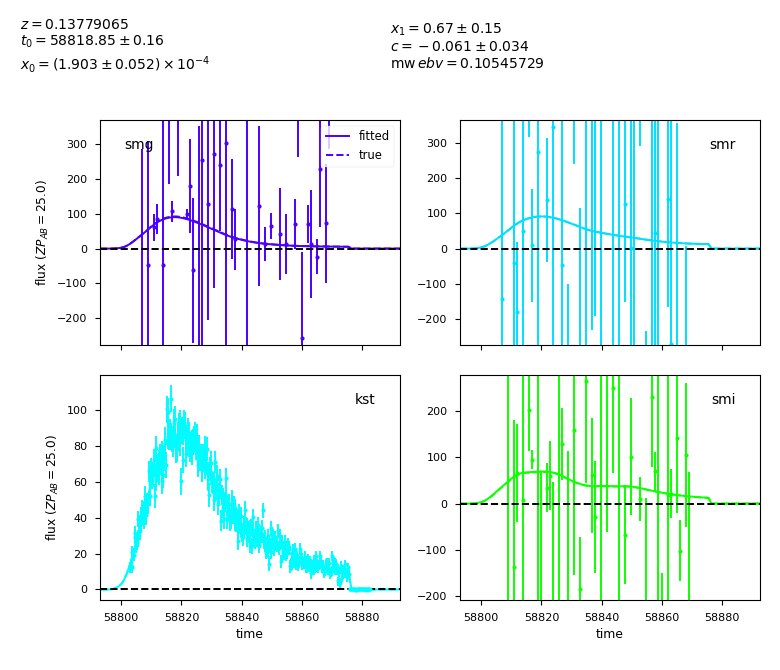 z = 0.13779065
t₀ = 58818.85 ± 0.16
x₀ = (1.903 ± 0.052) × 10⁻⁴
x₁ = 0.67 ± 0.15
c = −0.061 ± 0.034
mw ebv = 0.10545729
smg
fitted
true
300
200
100
0
−100
−200
flux (ZP_AB = 25.0)
smr
300
200
100
0
−100
−200
kst
100
80
60
40
20
0
flux (ZP_AB = 25.0)
58800 58820 58840 58860 58880
time
smi
200
100
0
−100
−200
58800 58820 58840 58860 58880
time